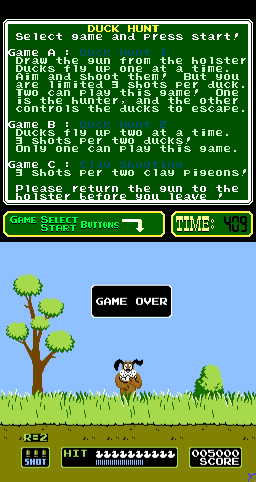 DUCK HUNT
Select game and press start!
Game A : Duck Hunt 1
Draw the gun from the holster
Ducks fly up one at a time.
Aim and shoot them! But you
are limited 3 shots per duck.
Two can play this game! One
is the hunter, and the other
controls the ducks to escape.
Game B : Duck Hunt 2
Ducks fly up two at a time.
3 shots per two ducks!
Only one can play this game.
Game C : Clay Shooting
3 shots per two clay pigeons!
Please return the gun to the
holster before you leave !
GAME SELECT
START BUTTONS
TIME: 409
GAME OVER
R=2
SHOT
HIT
005000
SCORE